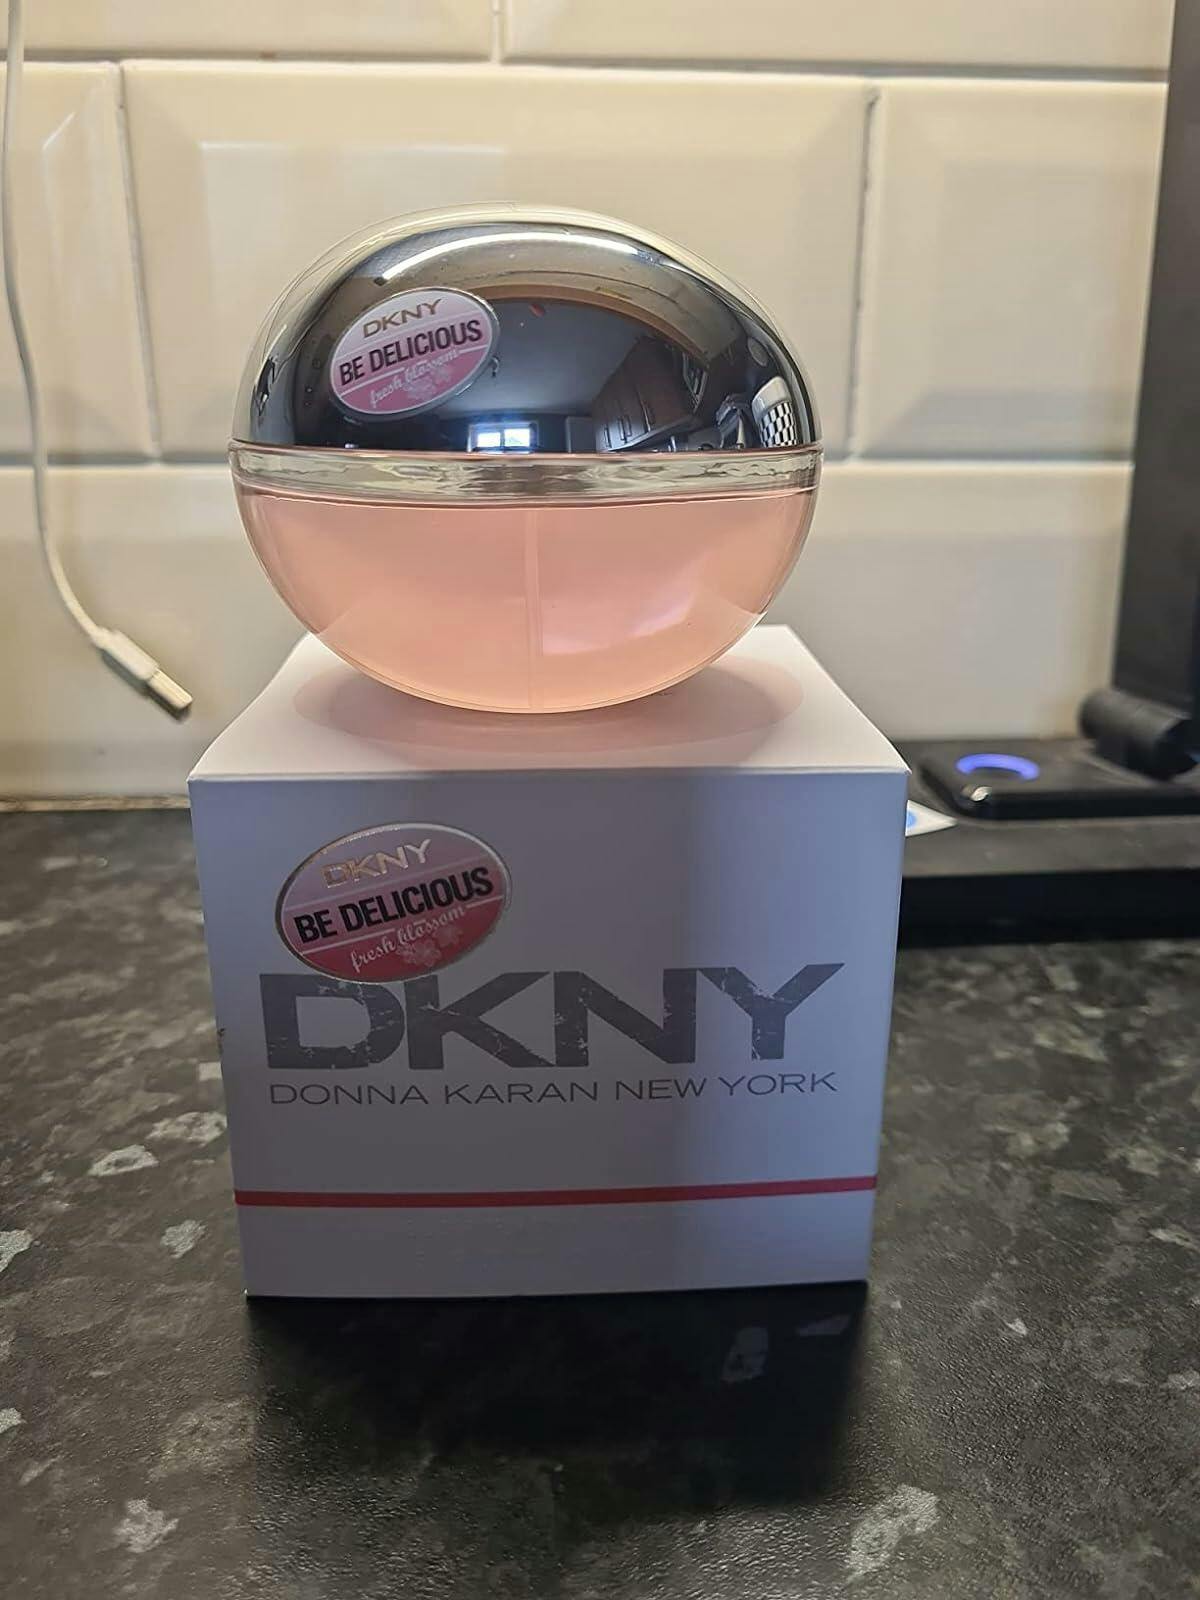 DKNY
BE DELICIOUS
fresh blossom
DKNY
BE DELICIOUS
fresh blossom
DKNY
DONNA KARAN NEW YORK